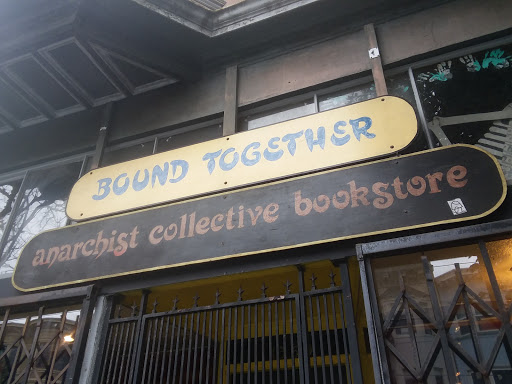 BOUND TOGETHER
anarchist collective bookstore